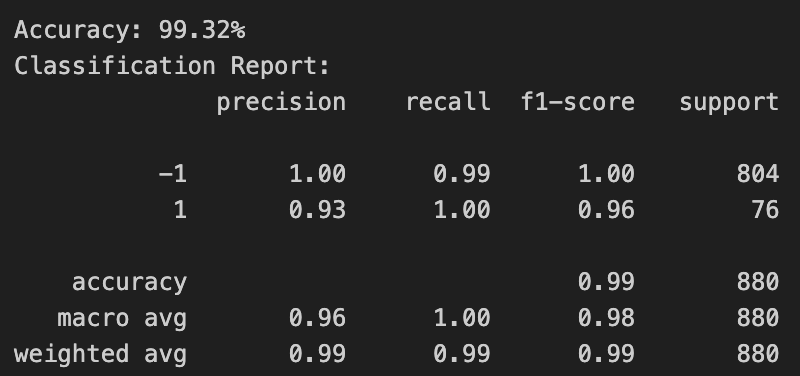 Accuracy: 99.32%
Classification Report:
precision recall f1-score support
-1 1.00 0.99 1.00 804
1 0.93 1.00 0.96 76
accuracy 0.99 880
macro avg 0.96 1.00 0.98 880
weighted avg 0.99 0.99 0.99 880